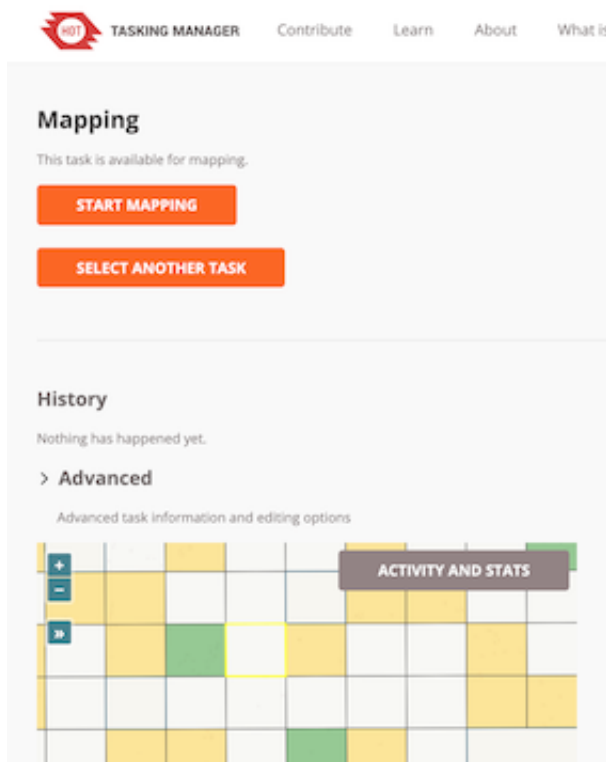 HOT TASKING MANAGER Contribute Learn About What is
Mapping
This task is available for mapping.
START MAPPING
SELECT ANOTHER TASK
History
Nothing has happened yet.
> Advanced
Advanced task information and editing options
+
ACTIVITY AND STATS
−
»